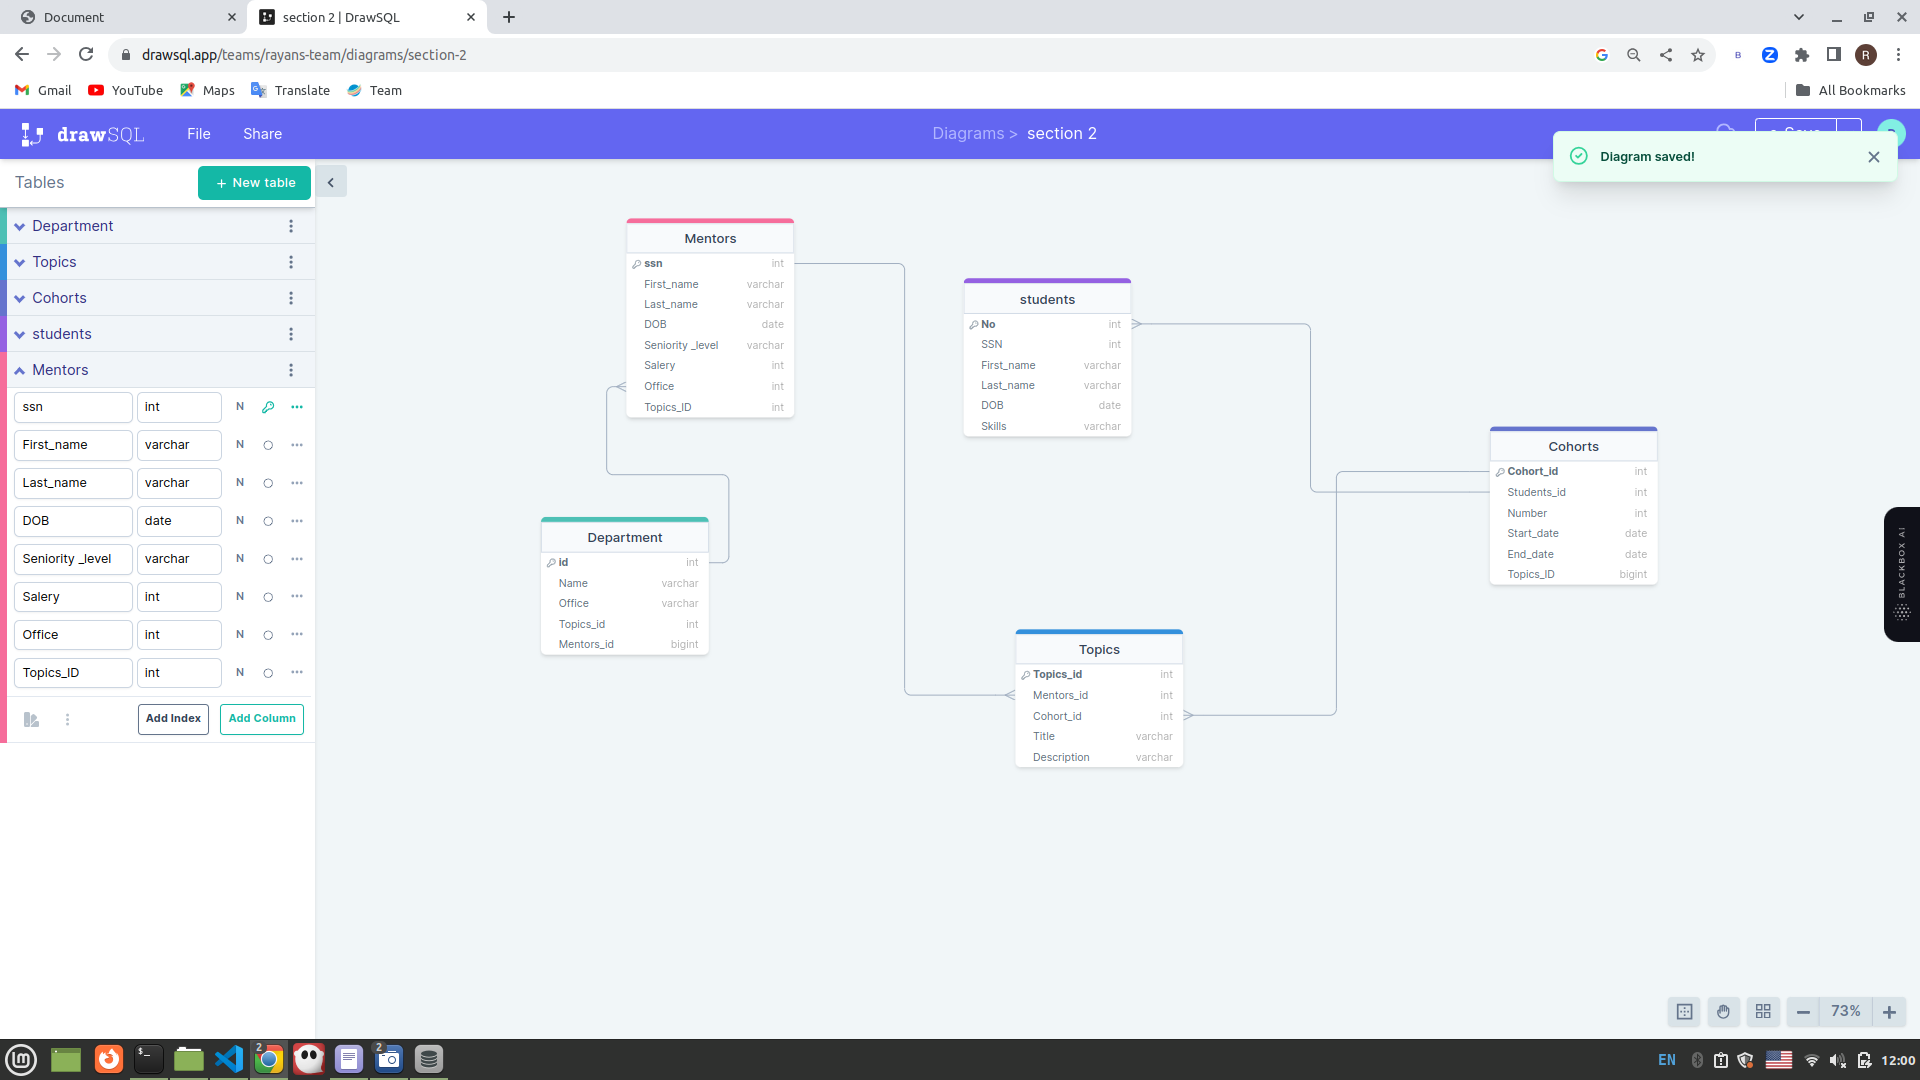 Document
section 2 | DrawSQL
drawsql.app/teams/rayans-team/diagrams/section-2
B
Z
R
Gmail
YouTube
Maps
Translate
Team
All Bookmarks
drawSQL
File
Share
Diagrams >
section 2
Diagram saved!
Tables
+ New table
Department
Topics
Cohorts
students
Mentors
ssn int N
First_name varchar N
Last_name varchar N
DOB date N
Seniority _level varchar N
Salery int N
Office int N
Topics_ID int N
Add Index
Add Column
Mentors
ssn int
First_name varchar
Last_name varchar
DOB date
Seniority _level varchar
Salery int
Office int
Topics_ID int
students
No int
SSN int
First_name varchar
Last_name varchar
DOB date
Skills varchar
Cohorts
Cohort_id int
Students_id int
Number int
Start_date date
End_date date
Topics_ID bigint
Department
id int
Name varchar
Office varchar
Topics_id int
Mentors_id bigint
Topics
Topics_id int
Mentors_id int
Cohort_id int
Title varchar
Description varchar
BLACKBOX AI
73%
2
2
EN
12:00